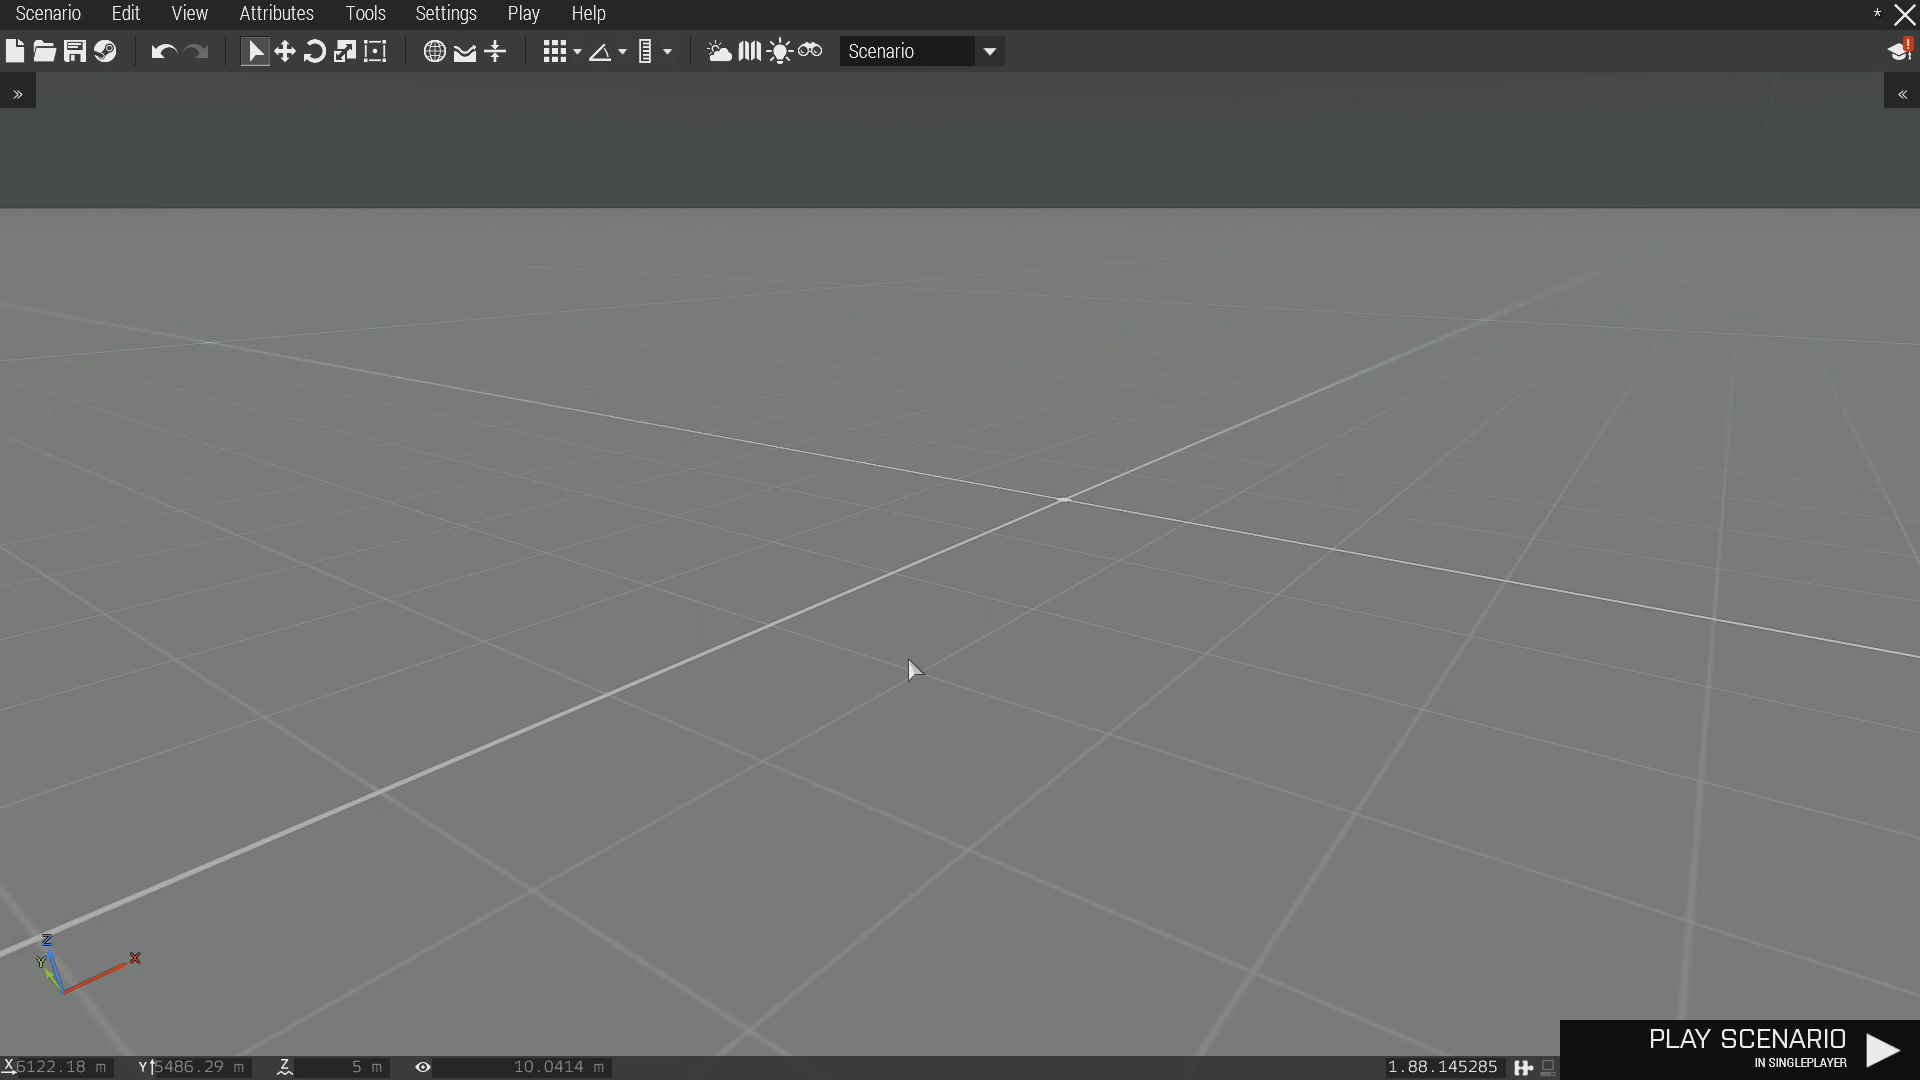 Scenario Edit View Attributes Tools Settings Play Help *
Scenario
»
«
Z
Y X
X 6122.18 m Y 5486.29 m Z 5 m 10.0414 m 1.88.145285
PLAY SCENARIO
IN SINGLEPLAYER